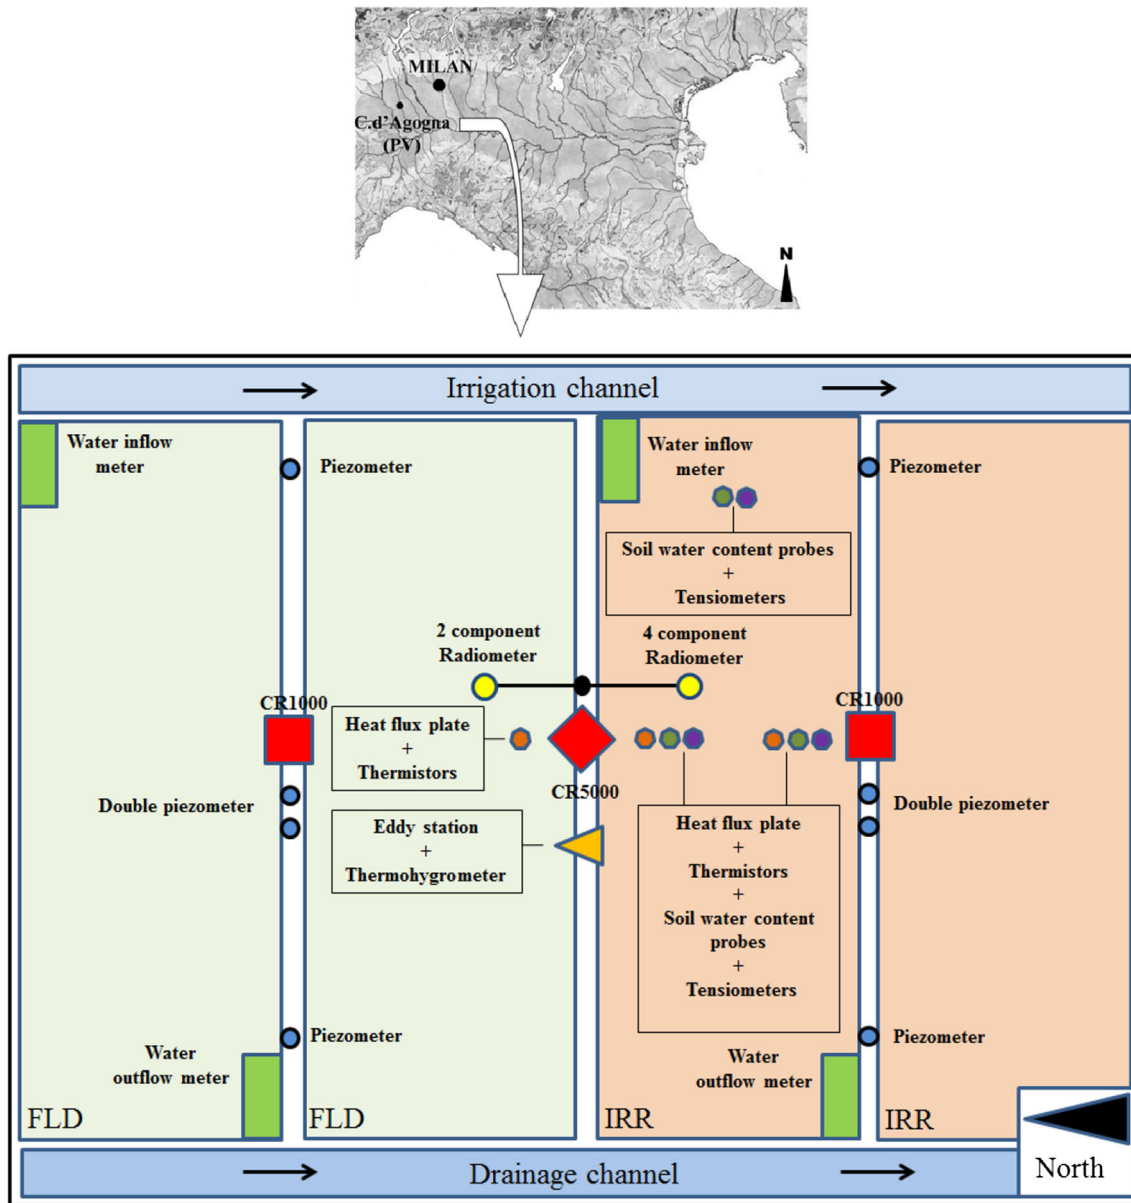 MILAN
C.d'Agogna
(PV)
N
Irrigation channel
Water inflow
meter
Piezometer
Water inflow
meter
Piezometer
Soil water content probes
+
Tensiometers
2 component
Radiometer
4 component
Radiometer
CR1000
CR1000
Heat flux plate
+
Thermistors
CR5000
Double piezometer
Double piezometer
Eddy station
+
Thermohygrometer
Heat flux plate
+
Thermistors
+
Soil water content
probes
+
Tensiometers
Piezometer
Piezometer
Water
outflow meter
Water
outflow meter
FLD
FLD
IRR
IRR
Drainage channel
North